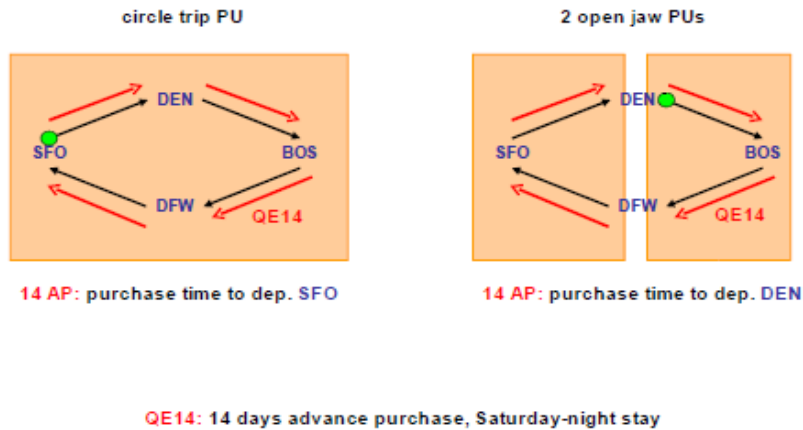 circle trip PU
2 open jaw PUs
DEN
SFO
BOS
DFW
QE14
DEN
SFO
BOS
DFW
QE14
14 AP: purchase time to dep. SFO
14 AP: purchase time to dep. DEN
QE14: 14 days advance purchase, Saturday-night stay